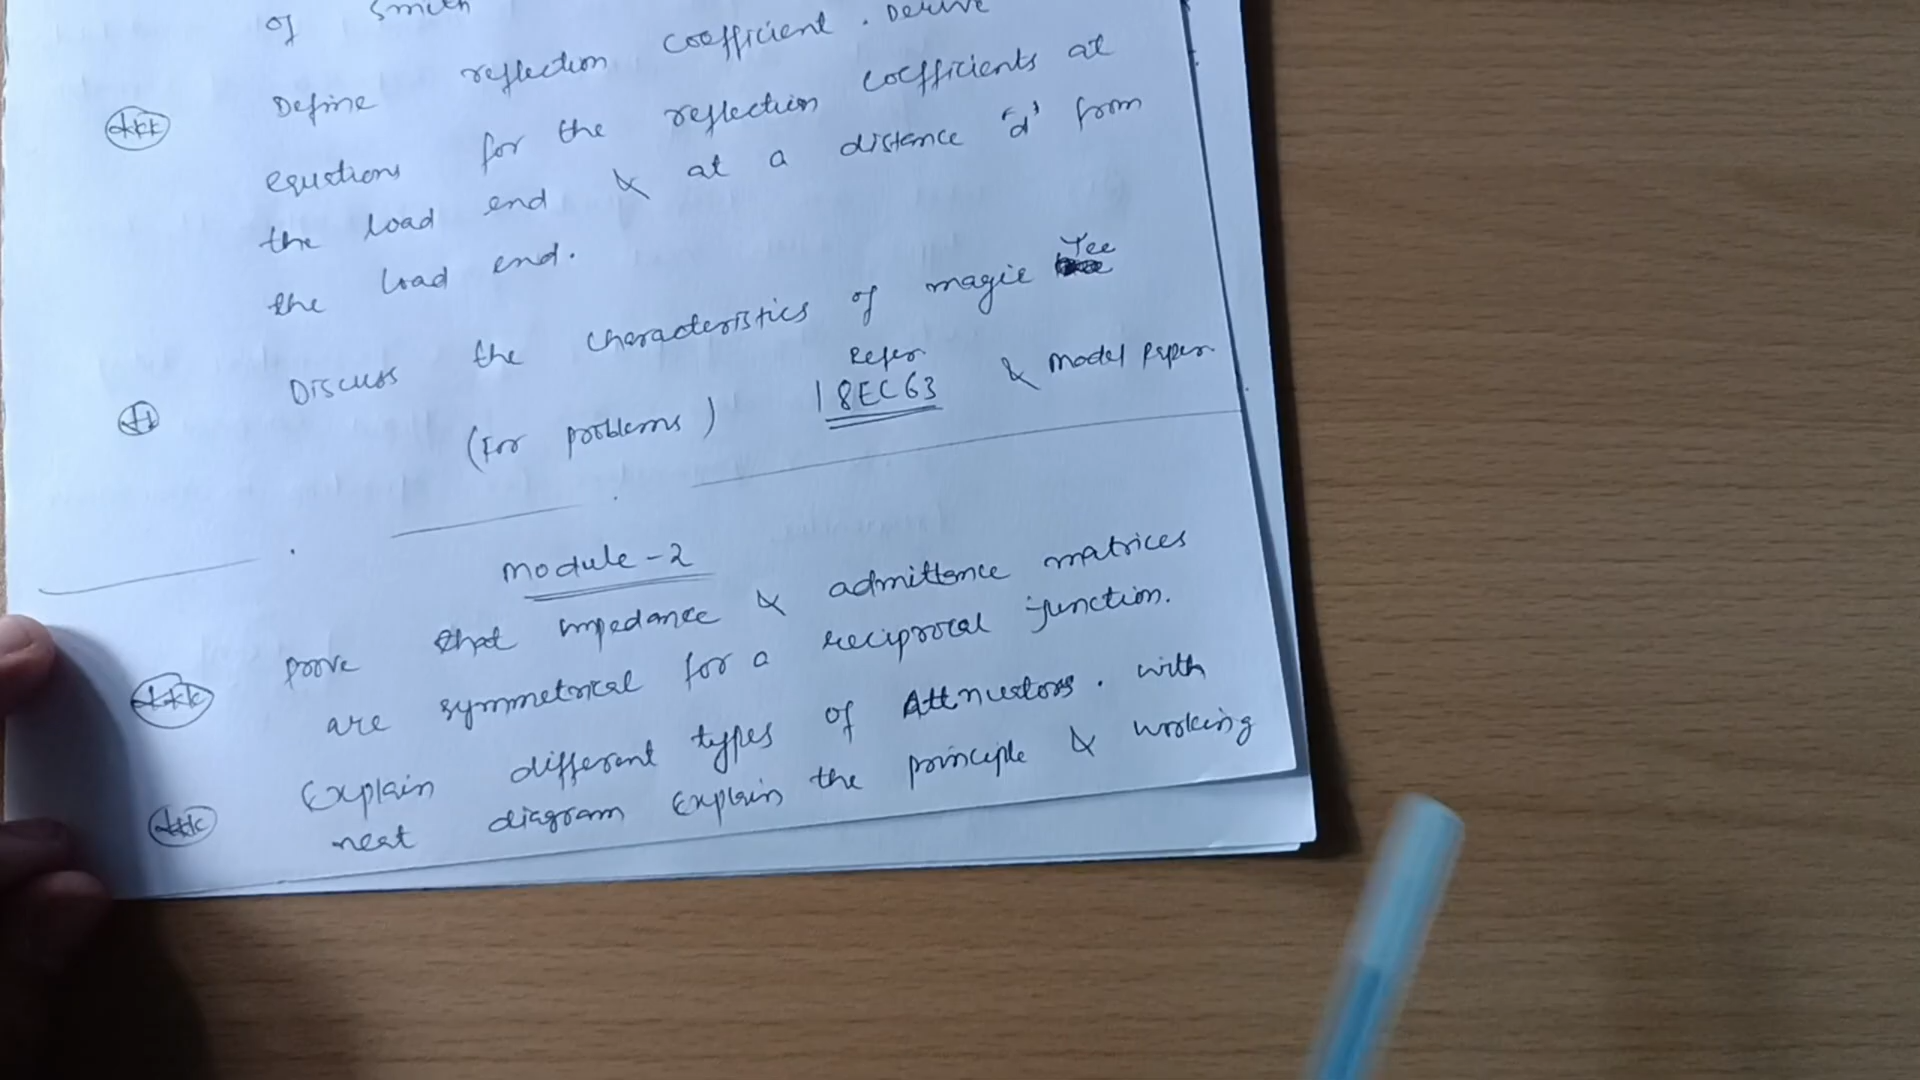 of Smith
*** Define reflection coefficient. Derive
equations for the reflection coefficients at
the load end & at a distance 'd' from
the load end.
Discuss the characteristics of magic Tee
(For problems) Refer 18EC63 & Model paper.
Module-2
*** Prove that impedance & admittance matrices
are symmetrical for a reciprocal junction.
*** Explain different types of Attnuators. with
neat diagram Explain the principle & working